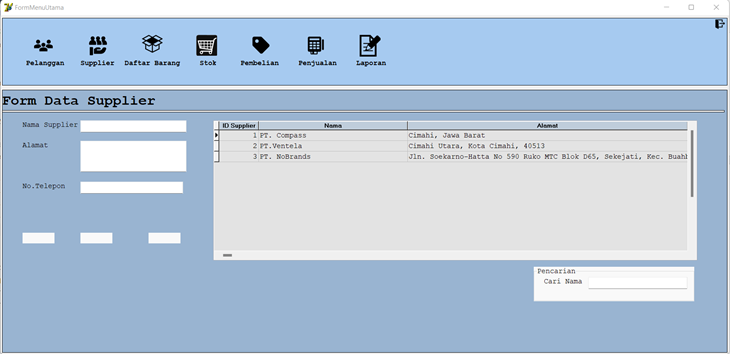 FormMenuUtama
Pelanggan Supplier Daftar Barang Stok Pembelian Penjualan Laporan
Form Data Supplier
Nama Supplier
Alamat
No.Telepon
ID Supplier Nama Alamat
1 PT. Compass Cimahi, Jawa Barat
2 PT.Ventela Cimahi Utara, Kota Cimahi, 40513
3 PT. NoBrands Jln. Soekarno-Hatta No 590 Ruko MTC Blok D65, Sekejati, Kec. Buahb
Pencarian
Cari Nama